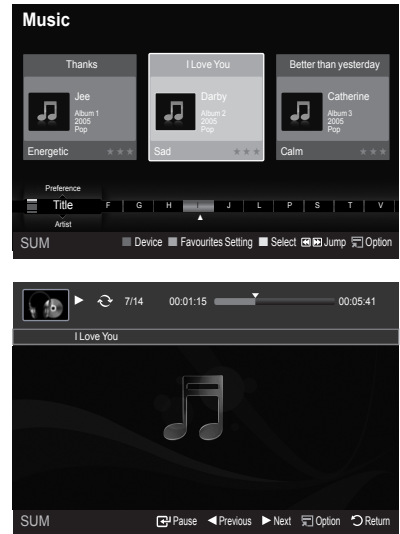 Music
Thanks
I Love You
Better than yesterday
Jee
Album 1
2005
Pop
Energetic
Darby
Album 2
2005
Pop
Sad
Catherine
Album 3
2005
Pop
Calm
Preference
Title F G H I J L P S T V
Artist
SUM Device Favourites Setting Select Jump Option
7/14 00:01:15 00:05:41
I Love You
SUM Pause Previous Next Option Return